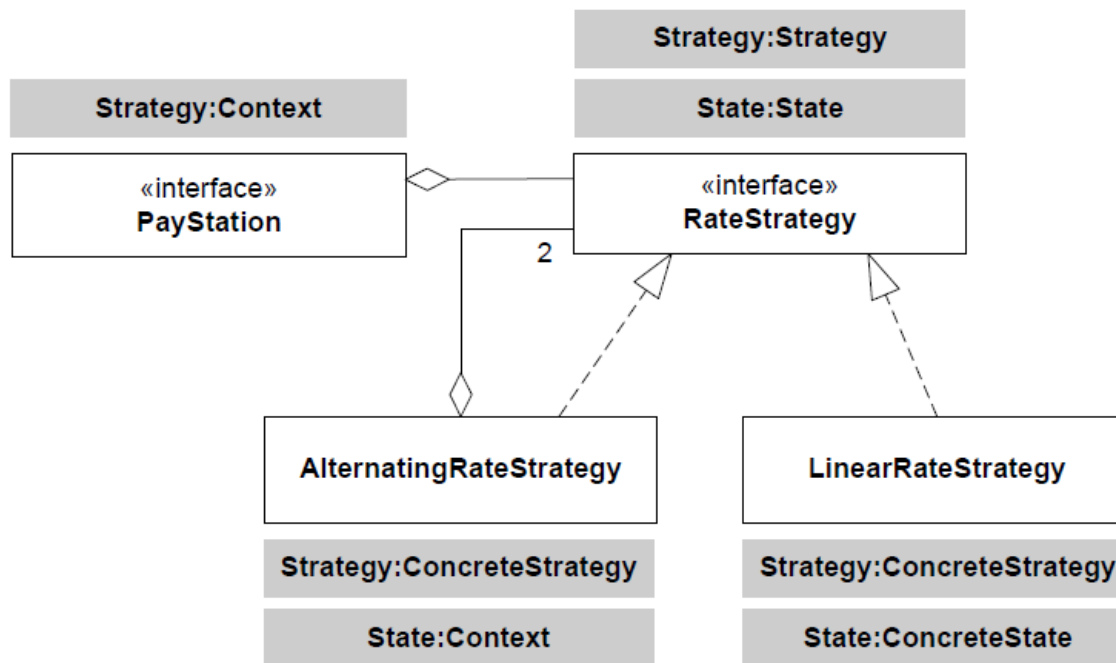 Strategy:Strategy
Strategy:Context
State:State
«interface»
PayStation
«interface»
RateStrategy
2
AlternatingRateStrategy
LinearRateStrategy
Strategy:ConcreteStrategy
Strategy:ConcreteStrategy
State:Context
State:ConcreteState